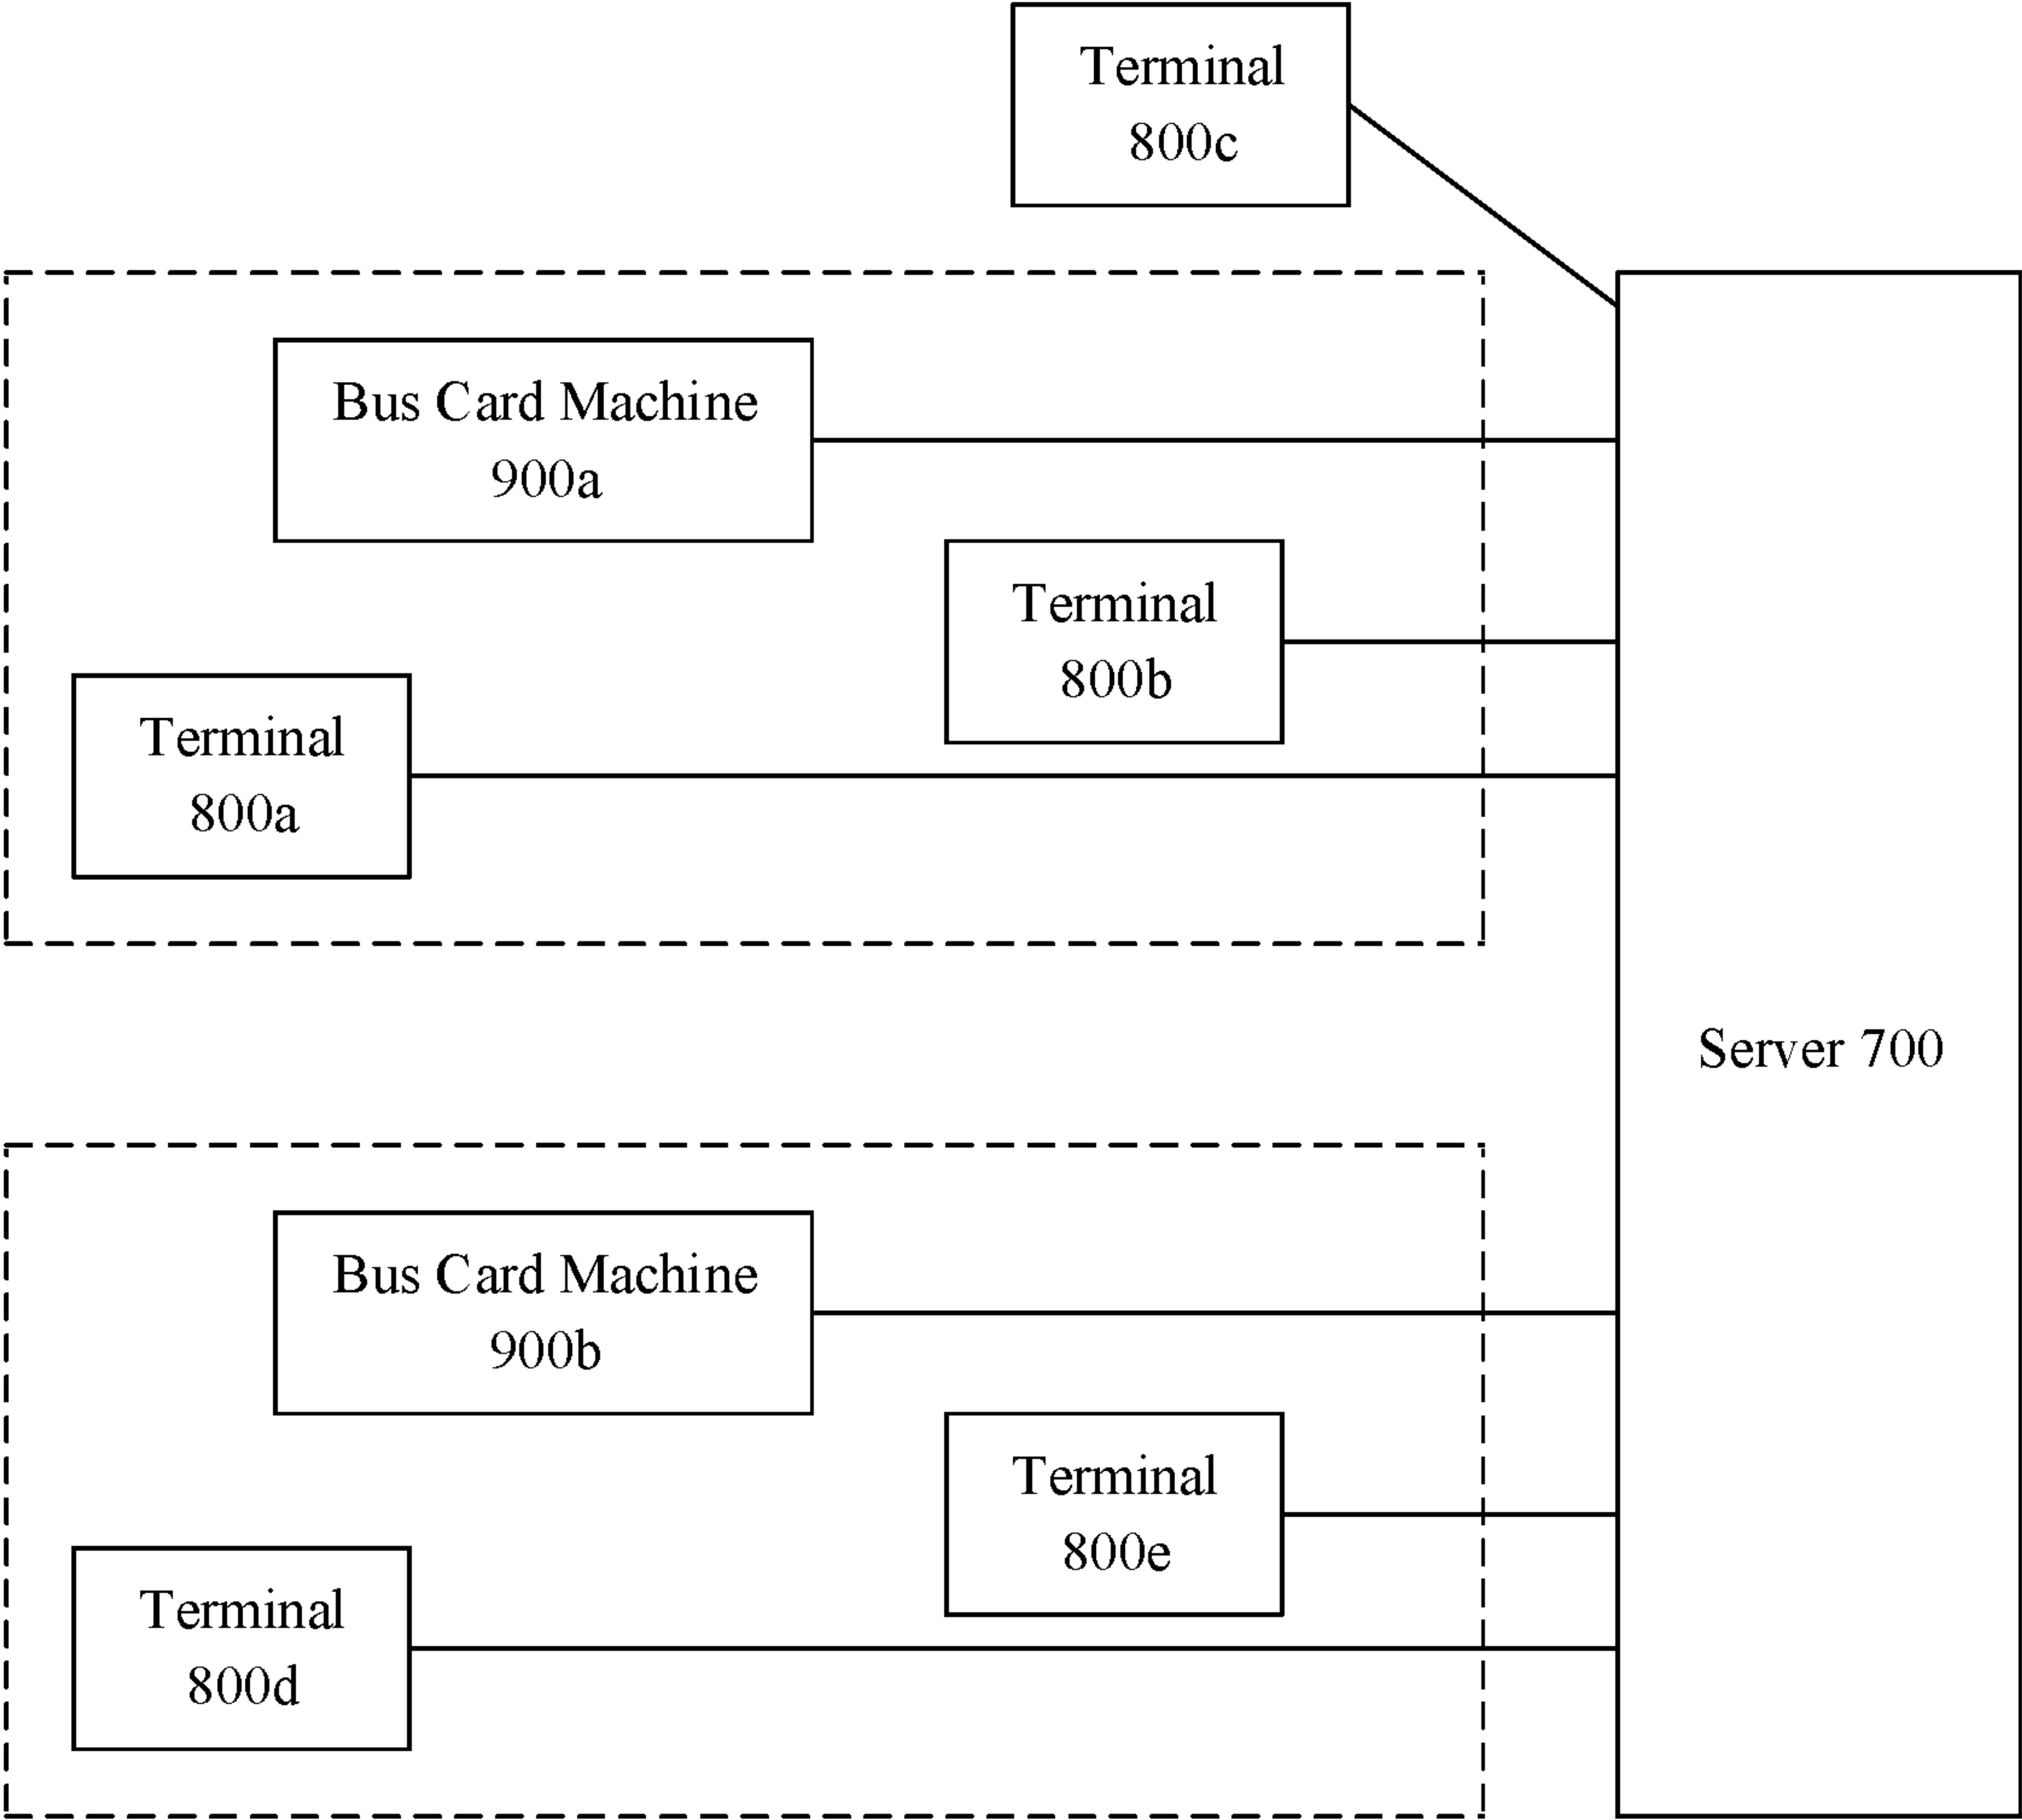 Terminal
800c
Bus Card Machine
900a
Terminal
800b
Terminal
800a
Server 700
Bus Card Machine
900b
Terminal
800e
Terminal
800d